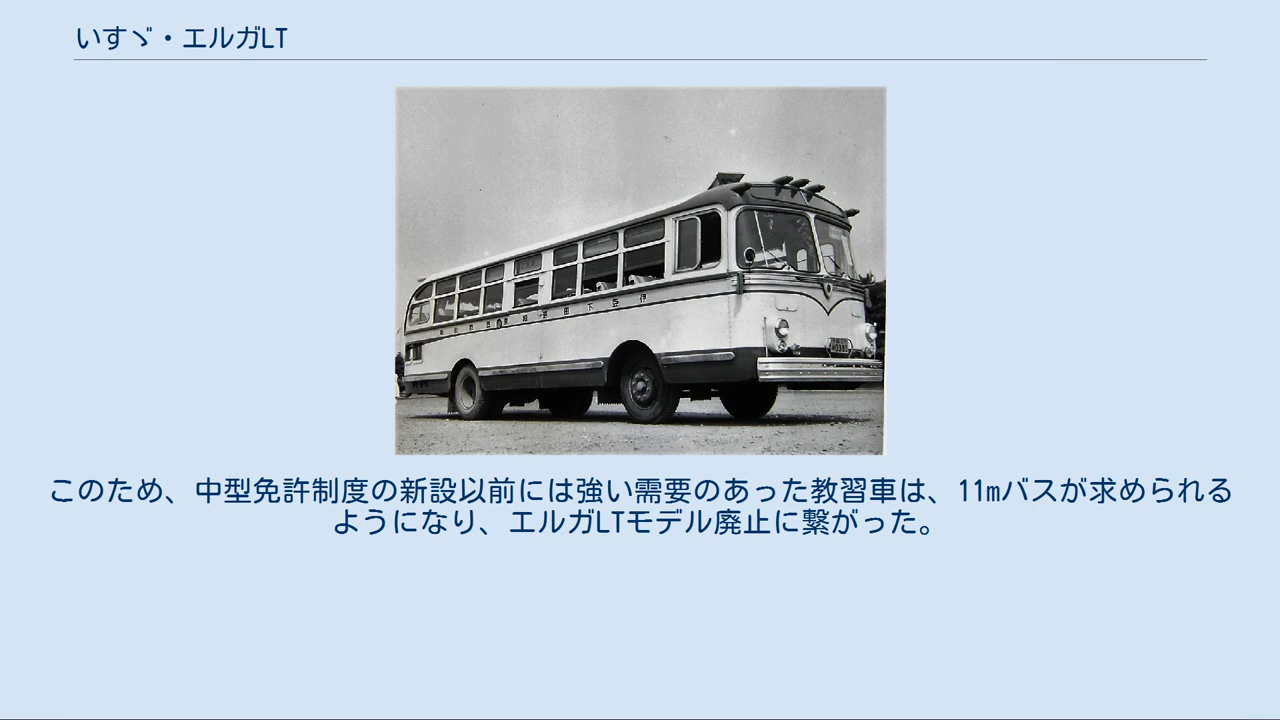 いすゞ・エルガLT
このため、中型免許制度の新設以前には強い需要のあった教習車は、11mバスが求められる
ようになり、エルガLTモデル廃止に繋がった。